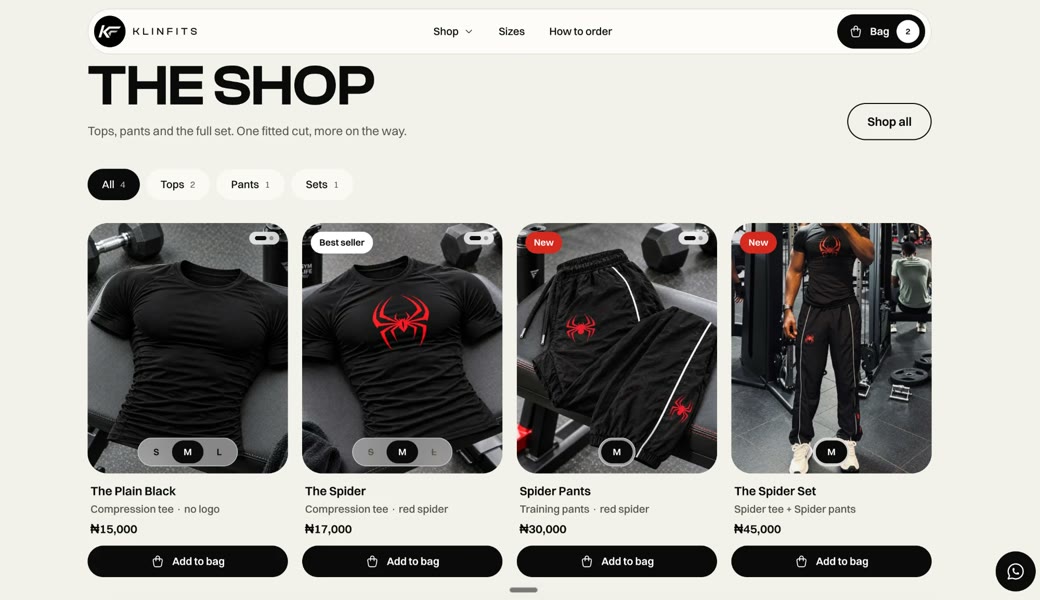 KF KLINFITS
Shop Sizes How to order
Bag 2
THE SHOP
Tops, pants and the full set. One fitted cut, more on the way.
Shop all
All 4 Tops 2 Pants 1 Sets 1
Best seller
New
New
S M L
S M L
M
M
The Plain Black
Compression tee · no logo
₦15,000
Add to bag
The Spider
Compression tee · red spider
₦17,000
Add to bag
Spider Pants
Training pants · red spider
₦30,000
Add to bag
The Spider Set
Spider tee + Spider pants
₦45,000
Add to bag